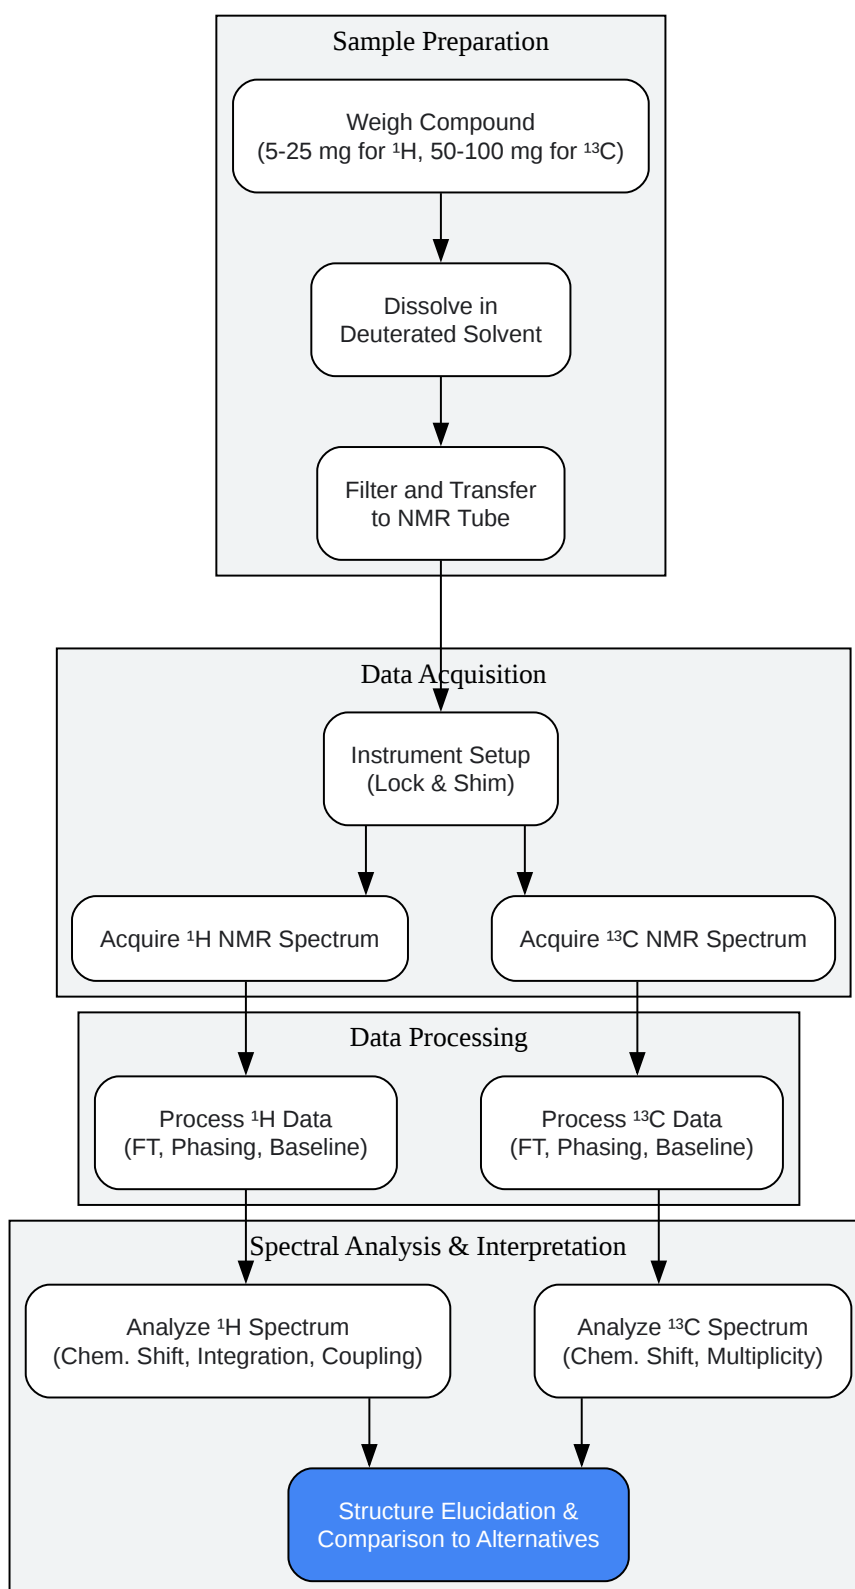 Sample Preparation
Weigh Compound
(5-25 mg for ¹H, 50-100 mg for ¹³C)
Dissolve in
Deuterated Solvent
Filter and Transfer
to NMR Tube
Data Acquisition
Instrument Setup
(Lock & Shim)
Acquire ¹H NMR Spectrum
Acquire ¹³C NMR Spectrum
Data Processing
Process ¹H Data
(FT, Phasing, Baseline)
Process ¹³C Data
(FT, Phasing, Baseline)
Spectral Analysis & Interpretation
Analyze ¹H Spectrum
(Chem. Shift, Integration, Coupling)
Analyze ¹³C Spectrum
(Chem. Shift, Multiplicity)
Structure Elucidation &
Comparison to Alternatives